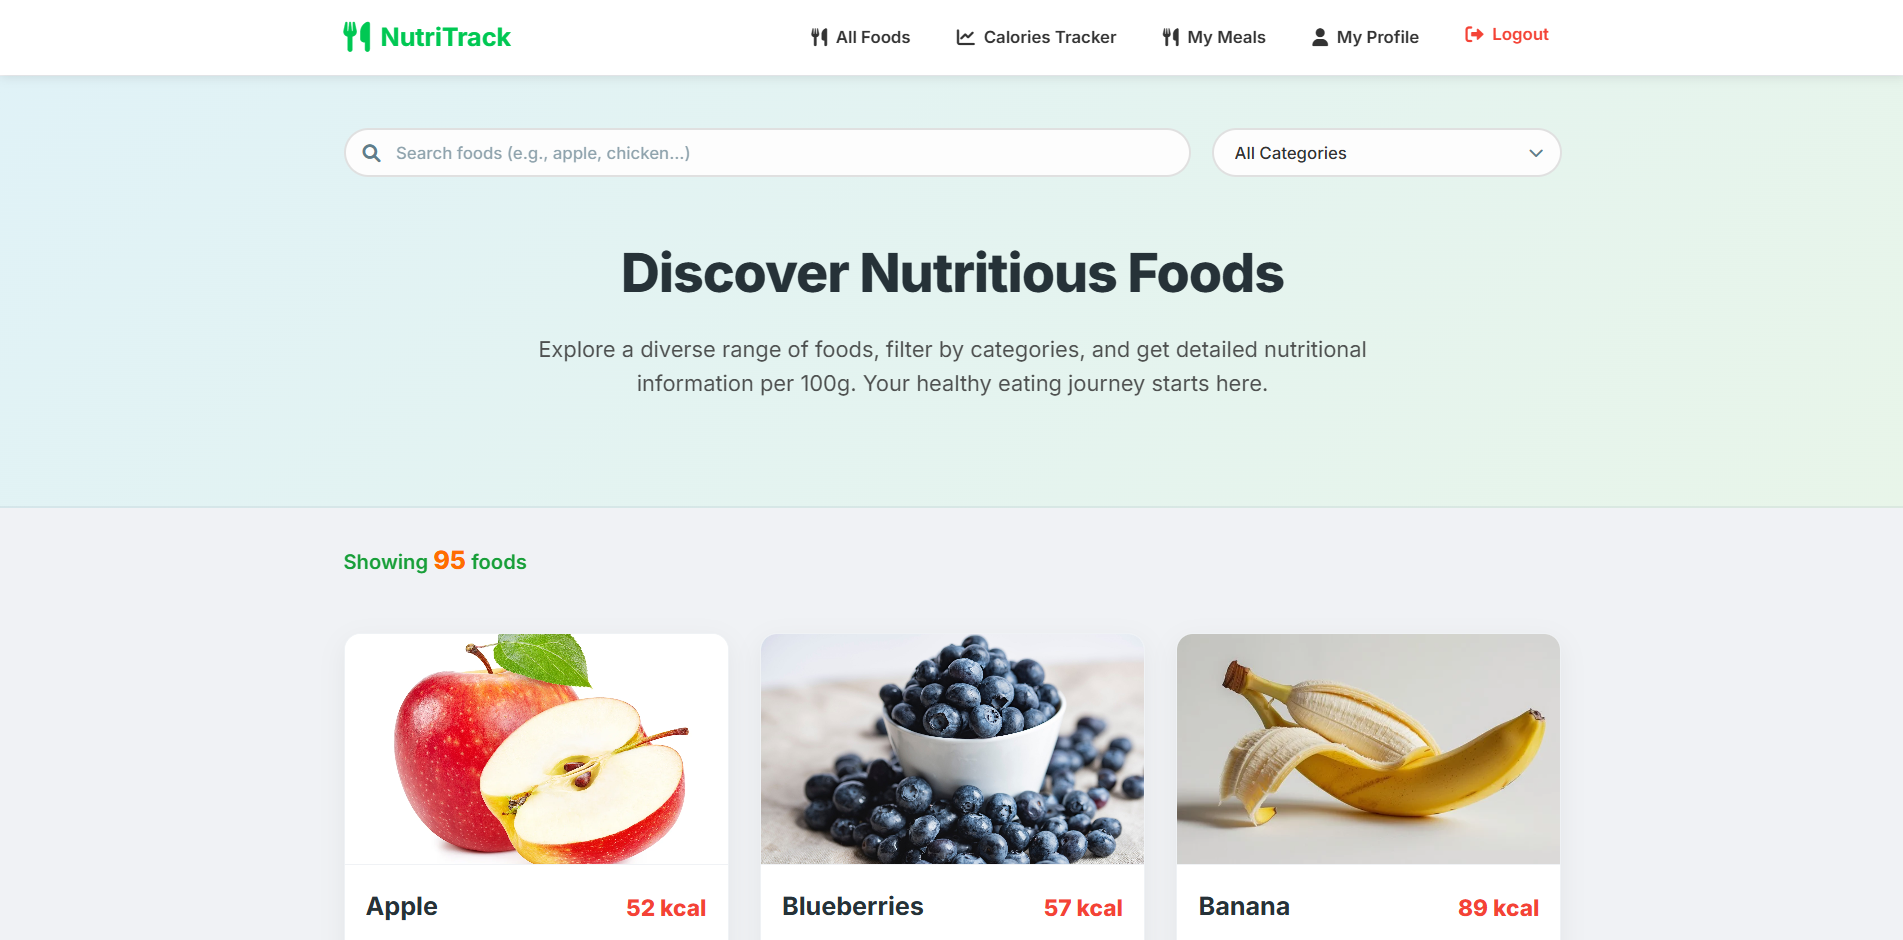 NutriTrack
All Foods
Calories Tracker
My Meals
My Profile
Logout
Search foods (e.g., apple, chicken...)
All Categories
Discover Nutritious Foods
Explore a diverse range of foods, filter by categories, and get detailed nutritional
information per 100g. Your healthy eating journey starts here.
Showing 95 foods
Apple
52 kcal
Blueberries
57 kcal
Banana
89 kcal